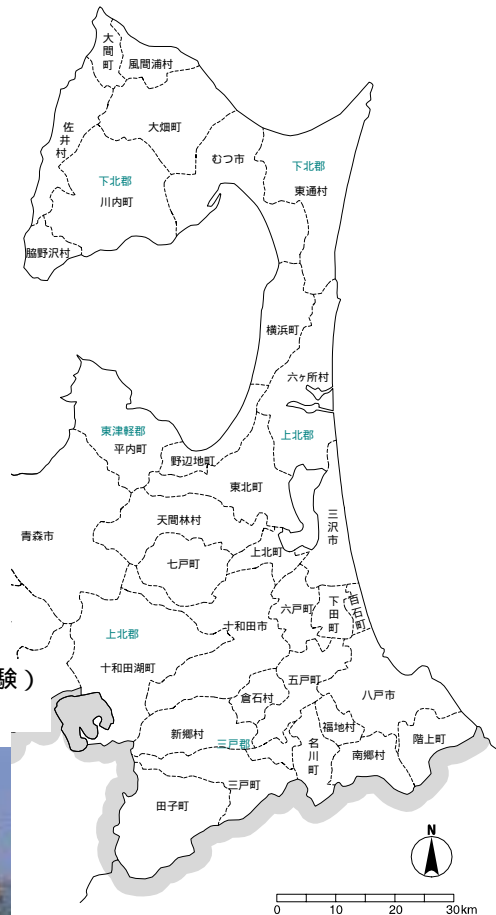 大間町
風間浦村
佐井村
大畑町
むつ市
下北郡
東通村
下北郡
川内町
脇野沢村
横浜町
六ヶ所村
東津軽郡
平内町
野辺地町
上北郡
東北町
天間林村
三沢市
青森市
上北町
七戸町
六戸町
下田町
百石町
上北郡
十和田市
十和田湖町
験）
五戸町
八戸市
倉石村
新郷村
三戸郡
福地村
名川町
南郷村
階上町
三戸町
田子町
N
0 10 20 30km